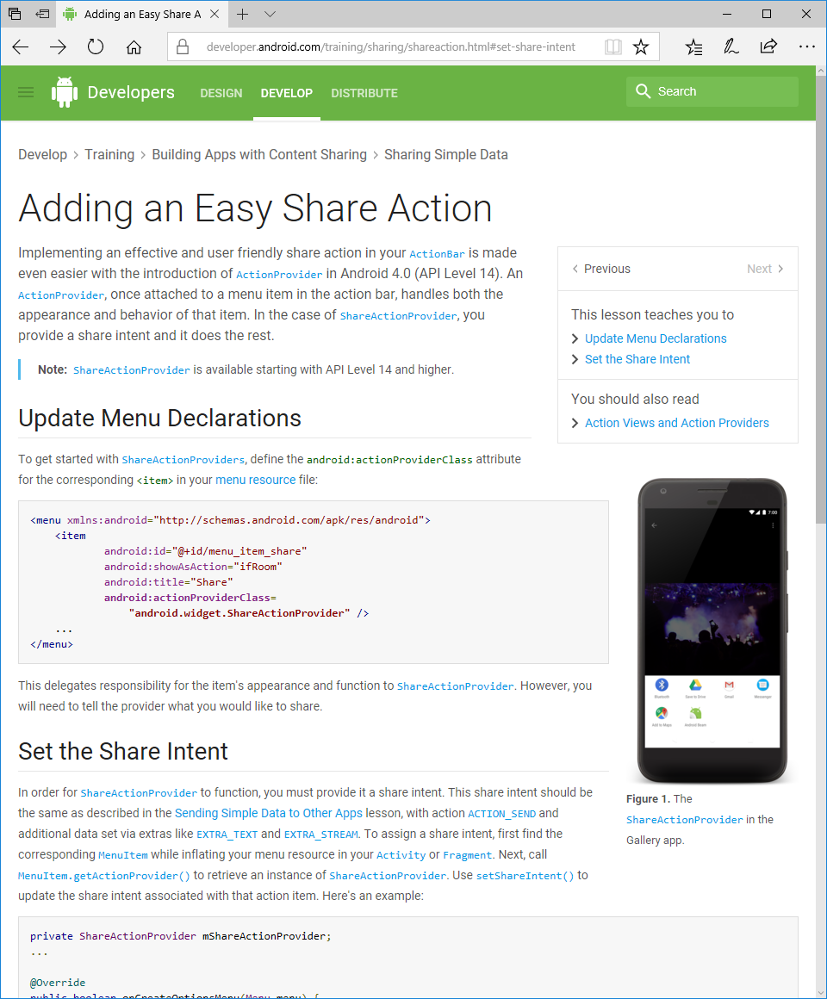 Adding an Easy Share A
developer.android.com/training/sharing/shareaction.html#set-share-intent
Developers DESIGN DEVELOP DISTRIBUTE Search
Develop > Training > Building Apps with Content Sharing > Sharing Simple Data
Adding an Easy Share Action
Implementing an effective and user friendly share action in your ActionBar is made
even easier with the introduction of ActionProvider in Android 4.0 (API Level 14). An
ActionProvider, once attached to a menu item in the action bar, handles both the
appearance and behavior of that item. In the case of ShareActionProvider, you
provide a share intent and it does the rest.
Note: ShareActionProvider is available starting with API Level 14 and higher.
< Previous Next >
This lesson teaches you to
> Update Menu Declarations
> Set the Share Intent
You should also read
> Action Views and Action Providers
Update Menu Declarations
To get started with ShareActionProviders, define the android:actionProviderClass attribute
for the corresponding <item> in your menu resource file:
<menu xmlns:android="http://schemas.android.com/apk/res/android">
<item
android:id="@+id/menu_item_share"
android:showAsAction="ifRoom"
android:title="Share"
android:actionProviderClass=
"android.widget.ShareActionProvider" />
...
</menu>
This delegates responsibility for the item's appearance and function to ShareActionProvider. However, you
will need to tell the provider what you would like to share.
7:00
Bluetooth Save to Drive Gmail Messenger
Add to Maps Android Beam
Figure 1. The
ShareActionProvider in the
Gallery app.
Set the Share Intent
In order for ShareActionProvider to function, you must provide it a share intent. This share intent should be
the same as described in the Sending Simple Data to Other Apps lesson, with action ACTION_SEND and
additional data set via extras like EXTRA_TEXT and EXTRA_STREAM. To assign a share intent, first find the
corresponding MenuItem while inflating your menu resource in your Activity or Fragment. Next, call
MenuItem.getActionProvider() to retrieve an instance of ShareActionProvider. Use setShareIntent() to
update the share intent associated with that action item. Here's an example:
private ShareActionProvider mShareActionProvider;
...
@Override
public boolean onCreateOptionsMenu(Menu menu) {